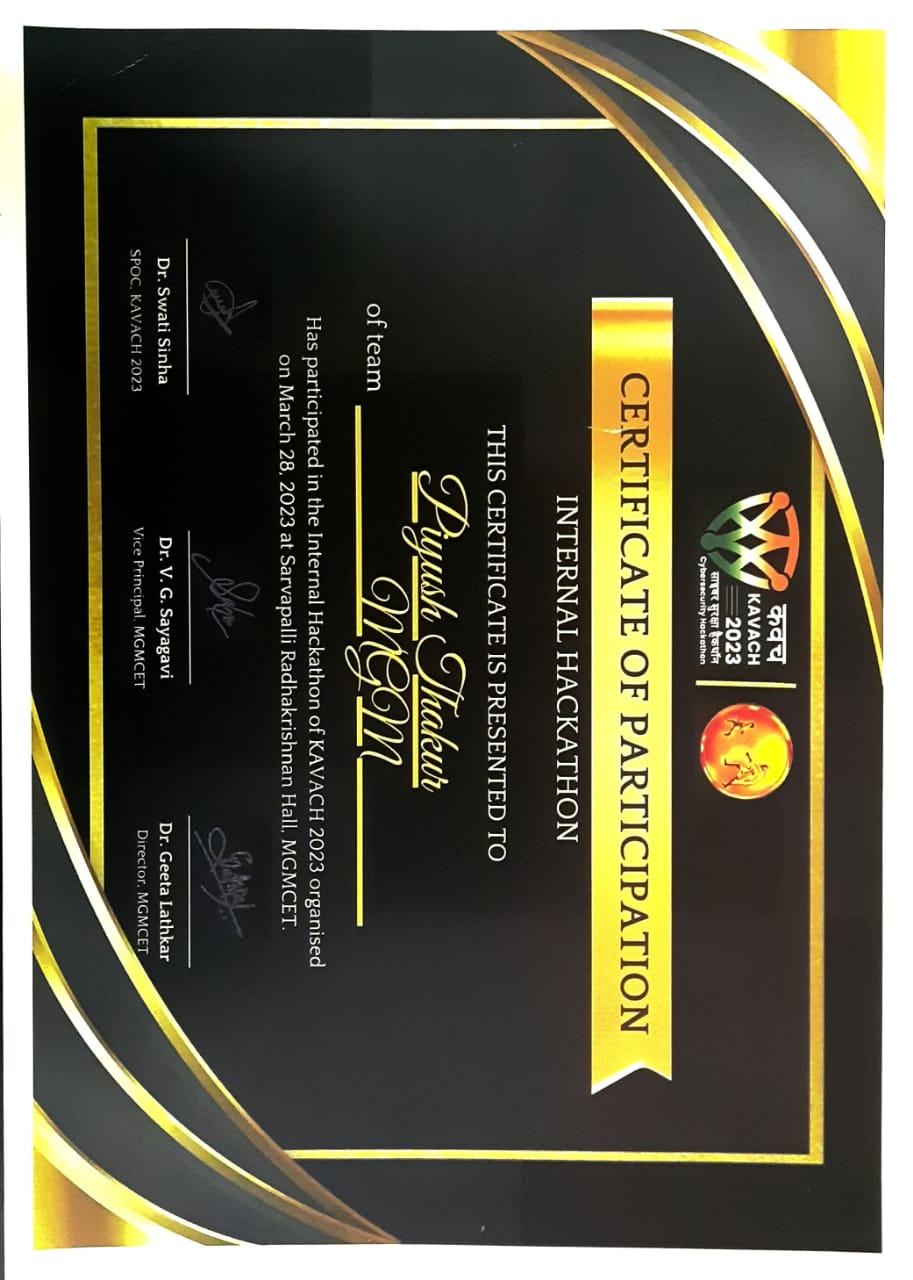 कवच
KAVACH
2023
साइबर सुरक्षा हैकथॉन
Cybersecurity Hackathon
CERTIFICATE OF PARTICIPATION
INTERNAL HACKATHON
THIS CERTIFICATE IS PRESENTED TO
Piyush Thakur
of team MGM
Has participated in the Internal Hackathon of KAVACH 2023 organised
on March 28, 2023 at Sarvapalli Radhakrishnan Hall, MGMCET.
Dr. Swati Sinha
SPOC, KAVACH 2023
Dr. V. G. Sayagavi
Vice Principal, MGMCET
Dr. Geeta Lathkar
Director, MGMCET